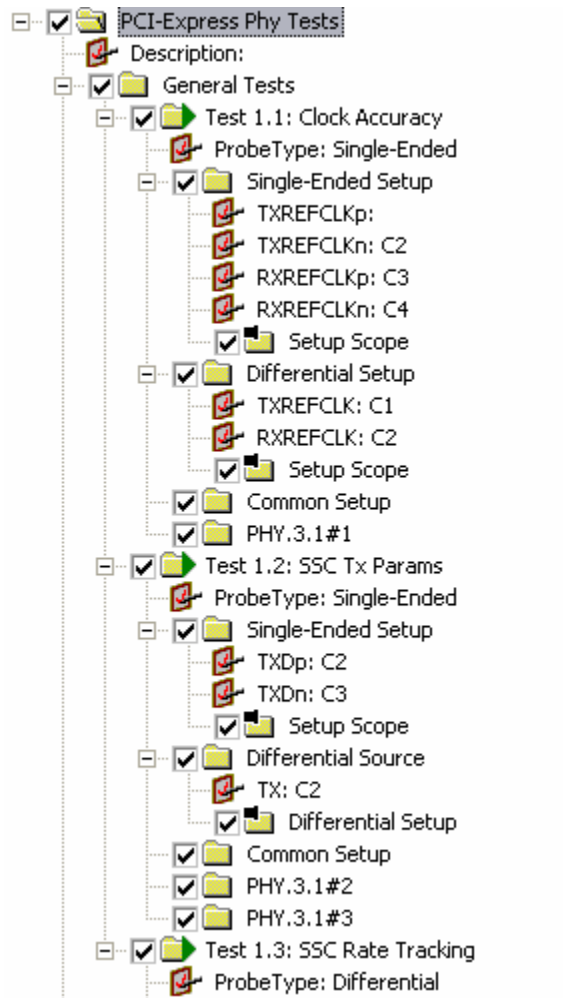 PCI-Express Phy Tests
Description:
General Tests
Test 1.1: Clock Accuracy
ProbeType: Single-Ended
Single-Ended Setup
TXREFCLKp:
TXREFCLKn: C2
RXREFCLKp: C3
RXREFCLKn: C4
Setup Scope
Differential Setup
TXREFCLK: C1
RXREFCLK: C2
Setup Scope
Common Setup
PHY.3.1#1
Test 1.2: SSC Tx Params
ProbeType: Single-Ended
Single-Ended Setup
TXDp: C2
TXDn: C3
Setup Scope
Differential Source
TX: C2
Differential Setup
Common Setup
PHY.3.1#2
PHY.3.1#3
Test 1.3: SSC Rate Tracking
ProbeType: Differential